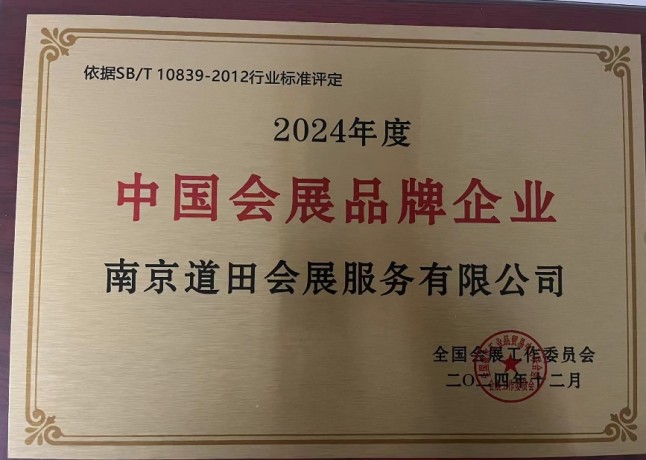 依据SB/T 10839-2012行业标准评定
2024年度
中国会展品牌企业
南京道田会展服务有限公司
全国会展工作委员会
二〇二四年十二月